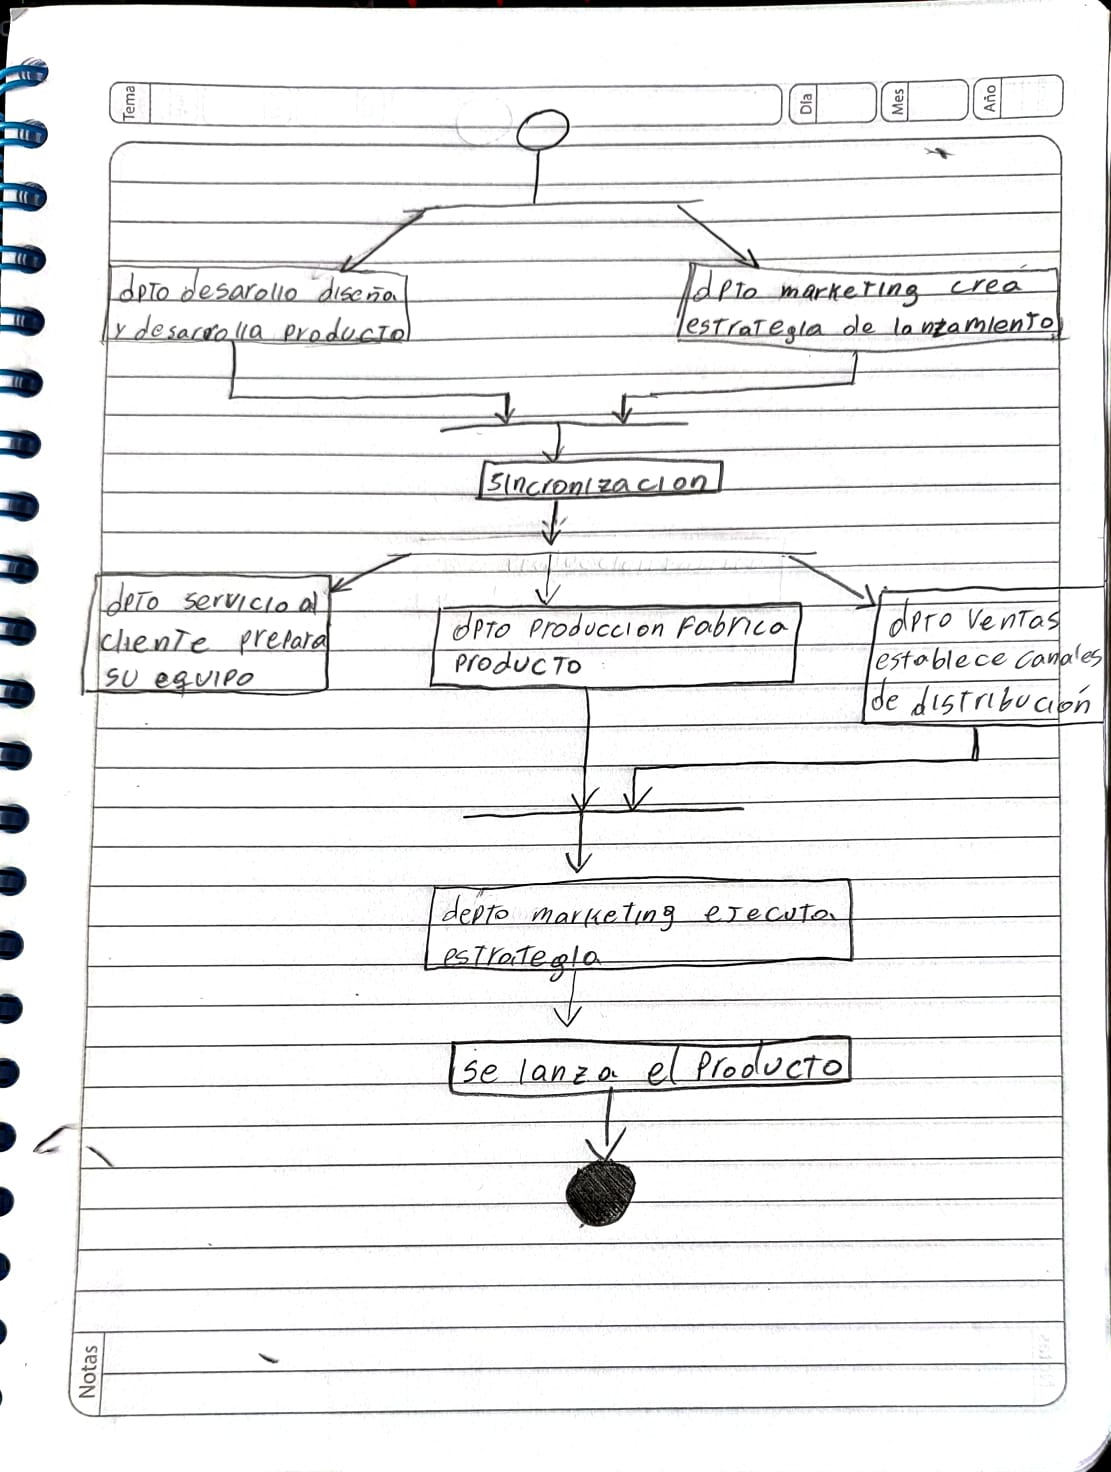 Tema
Día
Mes
Año
dpto desarollo diseña
y desarrolla producto
dpto marketing crea
estrategia de lanzamiento
sincronizacion
dpto servicio al
cliente prepara
su equipo
dpto produccion fabrica
producto
dpto ventas
establece canales
de distribución
depto marketing ejecuta
estrategia
se lanza el producto
Notas